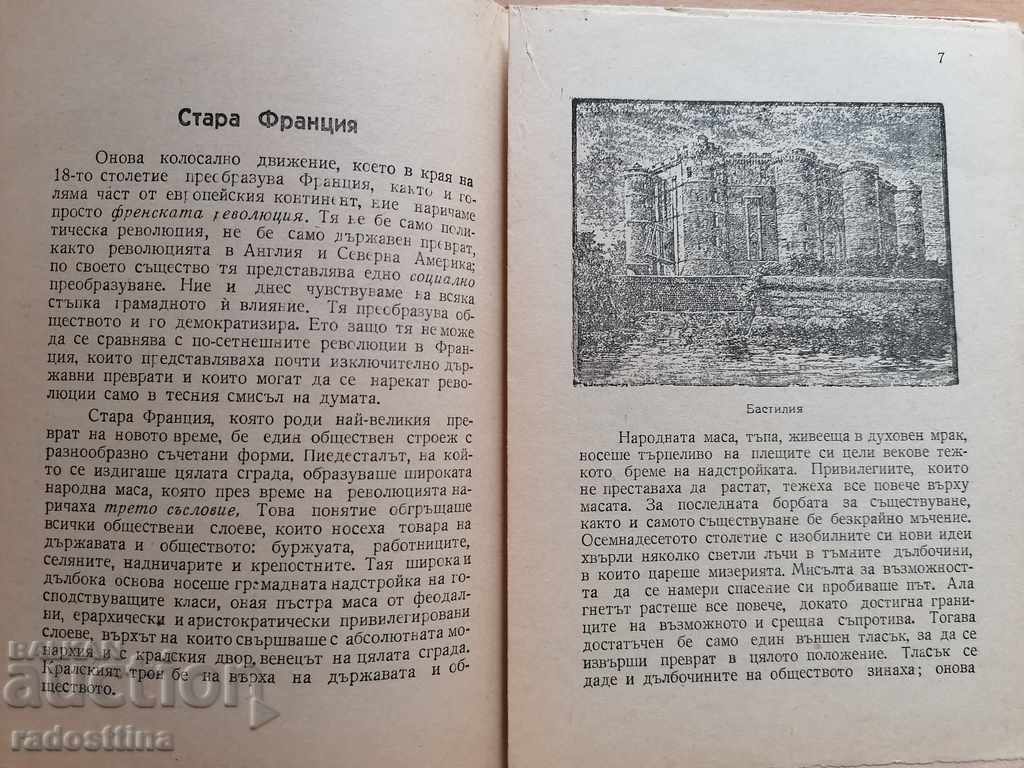 Стара Франция
Онова колосално движение, което в края на
18-то столетие преобразува Франция, както и го-
ляма част от европейския континент, ние наричаме
просто френската революция. Тя не бе само поли-
тическа революция, не бе само държавен преврат,
както революцията в Англия и Северна Америка;
по своето същество тя представлява едно социално
преобразуване. Ние и днес чувствуваме на всяка
стъпка грамадното ѝ влияние. Тя преобразува об-
ществото и го демократизира. Ето защо тя не може
да се сравнява с по-сетнешните революции в Фран-
ция, които представляваха почти изключително дър-
жавни преврати и които могат да се нарекат рево-
люции само в тесния смисъл на думата.
Стара Франция, която роди най-великия пре-
врат на новото време, бе един обществен строеж с
разнообразно съчетани форми. Пиедесталът, на кой-
то се издигаше цялата сграда, образуваше широката
народна маса, която през време на революцията на-
ричаха трето съсловие. Това понятие обгръщаше
всички обществени слоеве, които носеха товара на
държавата и обществото: буржуата, работниците,
селяните, надничарите и крепостните. Тая широка и
дълбока основа носеше грамадната надстройка на го-
сподствуващите класи, оная пъстра маса от феодал-
ни, ерархически и аристократически привилегировани
слоеве, върхът на които свършваше с абсолютната мо-
нархия и с кралския двор, венецът на цялата сграда.
Кралският трон бе на върха на държавата и об-
ществото.
7
Бастилия
Народната маса, тъпа, живееща в духовен мрак,
носеше търпеливо на плещите си цели векове теж-
кото бреме на надстройката. Привилегиите, които
не преставаха да растат, тежеха все повече върху
масата. За последната борбата за съществуване,
както и самото съществуване бе безкрайно мъчение.
Осемнадесетото столетие с изобилните си нови идеи
хвърли няколко светли лъчи в тъмните дълбочини,
в които цареше мизерията. Мисълта за възможност-
та да се намери спасение си пробиваше път. Ала
гнетът растеше все повече, докато достигна грани-
ците на възможното и срещна съпротива. Тогава
достатъчен бе само един външен тласък, за да се
извърши преврат в цялото положение. Тласък се
даде и дълбочините на обществото зинаха; онова
BALKAN
auction
radosttina